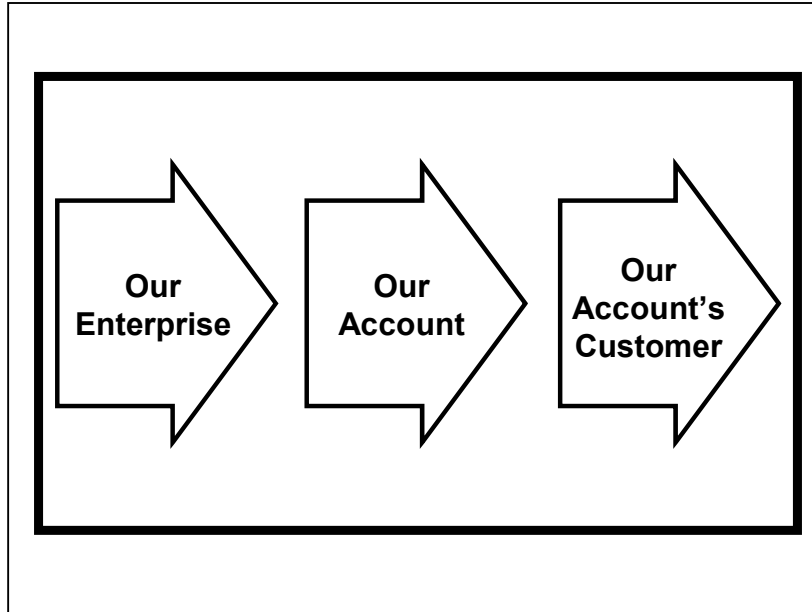 Our
Enterprise
Our
Account
Our
Account’s
Customer